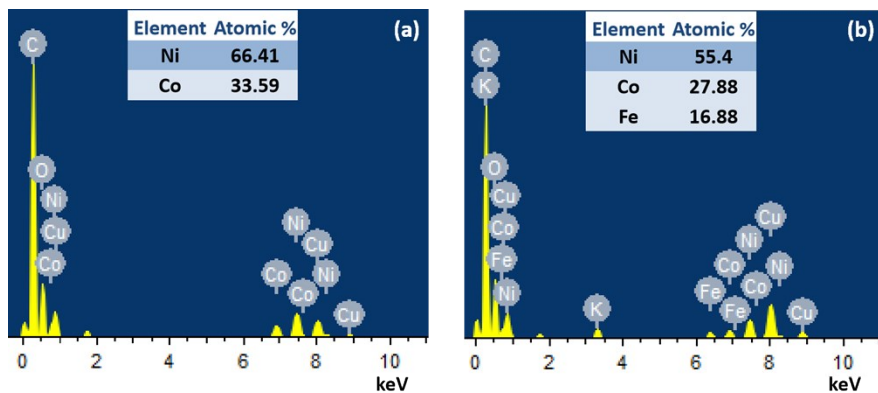 Element Atomic %
Ni 66.41
Co 33.59
(a)
C
O
Ni
Cu
Co
Ni
Cu
Co
Ni
Co
Cu
0 2 4 6 8 10
keV
Element Atomic %
Ni 55.4
Co 27.88
Fe 16.88
(b)
C
K
O
Cu
Co
Fe
Ni
K
Cu
Ni
Co
Ni
Fe
Co
Fe
Cu
0 2 4 6 8 10
keV